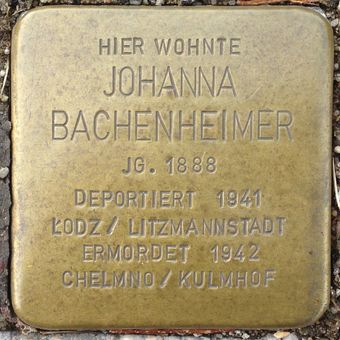 HIER WOHNTE
JOHANNA
BACHENHEIMER
JG. 1888
DEPORTIERT 1941
ŁODZ / LITZMANNSTADT
ERMORDET 1942
CHELMNO / KULMHOF